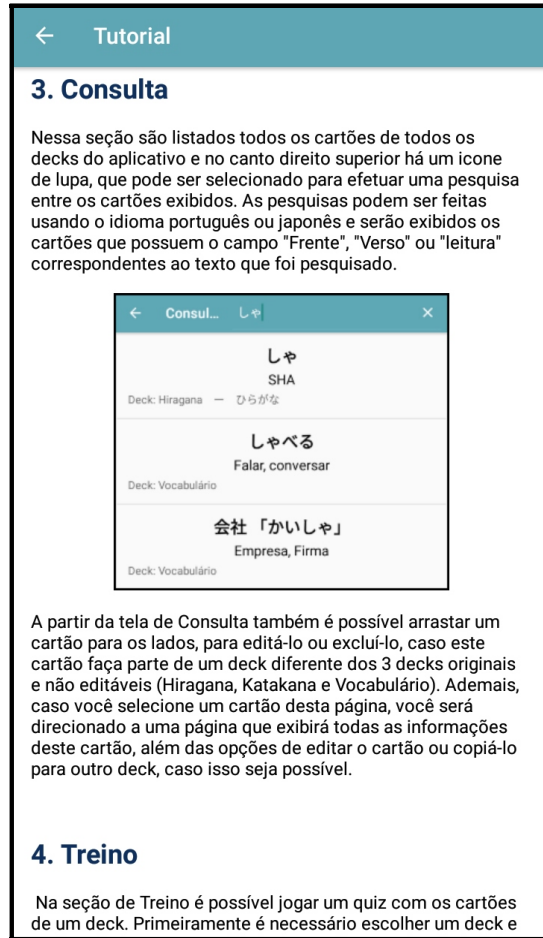 ← Tutorial
3. Consulta
Nessa seção são listados todos os cartões de todos os
decks do aplicativo e no canto direito superior há um icone
de lupa, que pode ser selecionado para efetuar uma pesquisa
entre os cartões exibidos. As pesquisas podem ser feitas
usando o idioma português ou japonês e serão exibidos os
cartões que possuem o campo "Frente", "Verso" ou "leitura"
correspondentes ao texto que foi pesquisado.
← Consul... しゃ ×
しゃ
SHA
Deck: Hiragana — ひらがな
しゃべる
Falar, conversar
Deck: Vocabulário
会社 「かいしゃ」
Empresa, Firma
Deck: Vocabulário
A partir da tela de Consulta também é possível arrastar um
cartão para os lados, para editá-lo ou excluí-lo, caso este
cartão faça parte de um deck diferente dos 3 decks originais
e não editáveis (Hiragana, Katakana e Vocabulário). Ademais,
caso você selecione um cartão desta página, você será
direcionado a uma página que exibirá todas as informações
deste cartão, além das opções de editar o cartão ou copiá-lo
para outro deck, caso isso seja possível.
4. Treino
Na seção de Treino é possível jogar um quiz com os cartões
de um deck. Primeiramente é necessário escolher um deck e